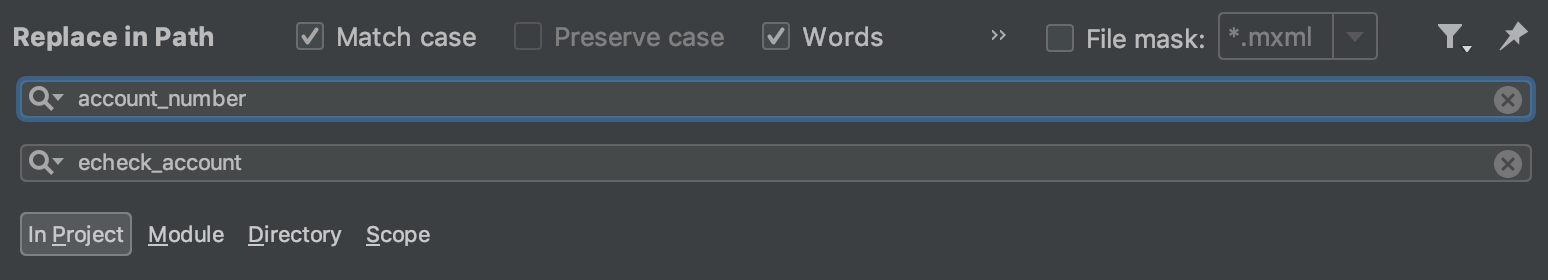 Replace in Path Match case Preserve case Words » File mask: *.mxml
account_number
echeck_account
In Project Module Directory Scope